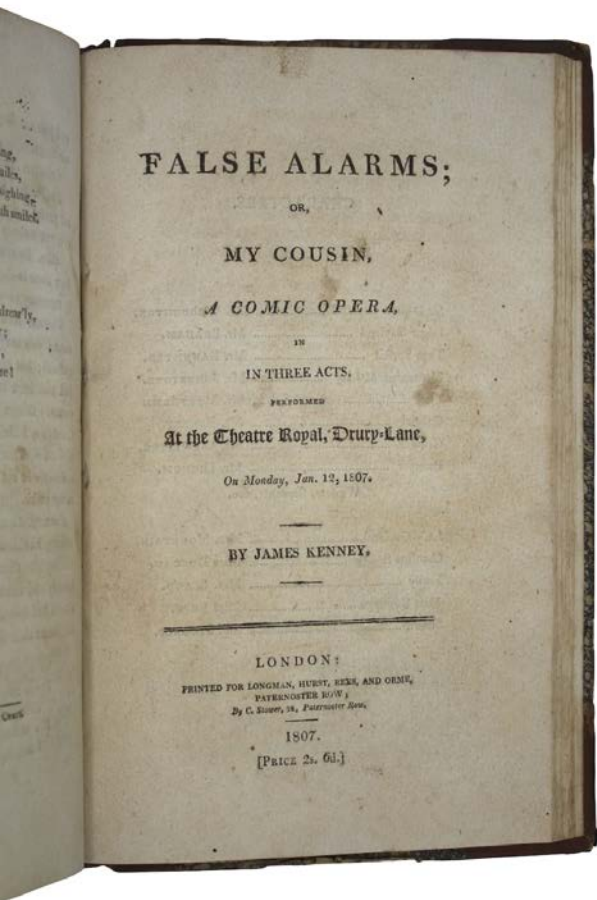 FALSE ALARMS;
OR,
MY COUSIN,
A COMIC OPERA,
IN
IN THREE ACTS,
PERFORMED
At the Theatre Royal, Drury-Lane,
On Monday, Jan. 12, 1807.
BY JAMES KENNEY,
LONDON:
PRINTED FOR LONGMAN, HURST, REES, AND ORME,
PATERNOSTER ROW;
By C. Stower, 32, Paternoster Row.
1807.
[PRICE 2s. 6d.]